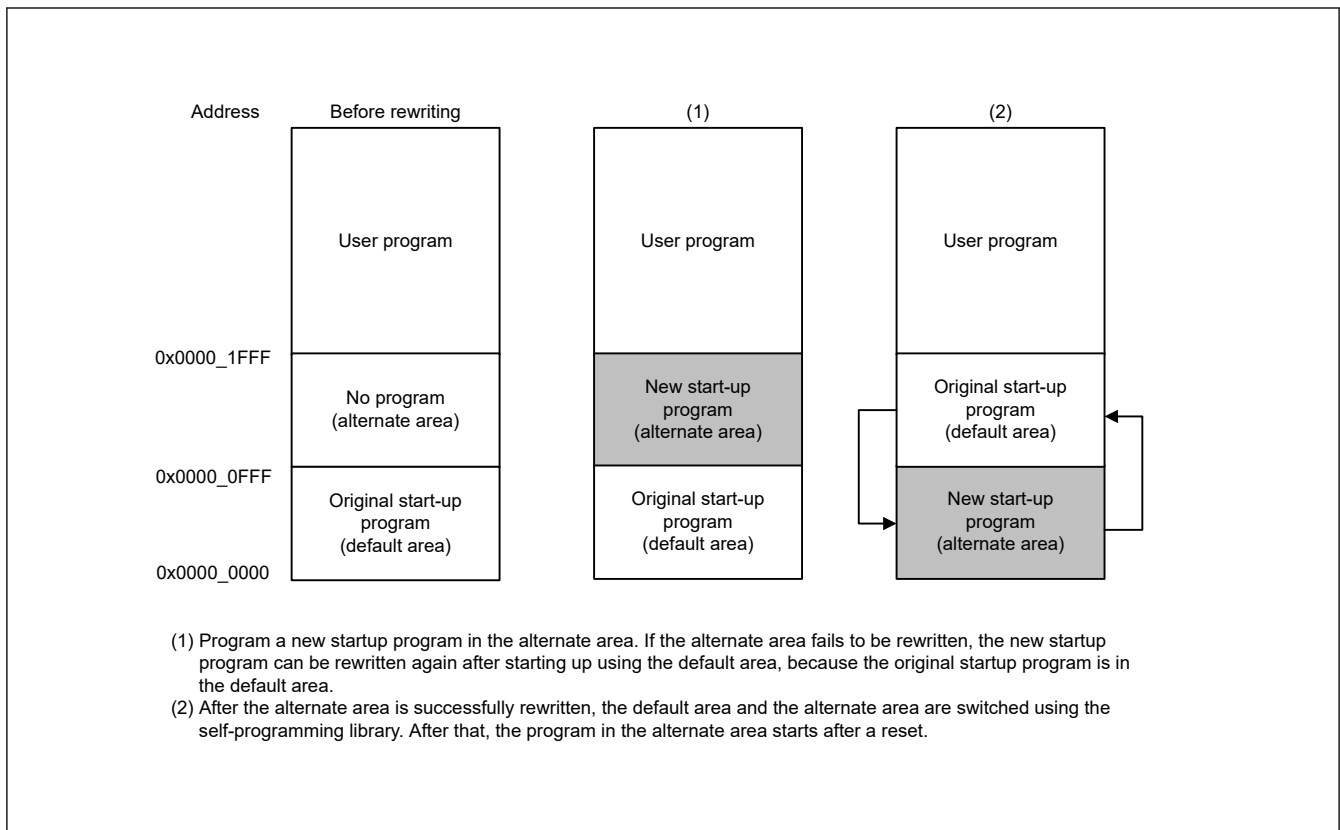 Address
Before rewriting
(1)
(2)
User program
User program
User program
0x0000_1FFF
No program
(alternate area)
New start-up
program
(alternate area)
Original start-up
program
(default area)
0x0000_0FFF
Original start-up
program
(default area)
Original start-up
program
(default area)
New start-up
program
(alternate area)
0x0000_0000
(1) Program a new startup program in the alternate area. If the alternate area fails to be rewritten, the new startup
program can be rewritten again after starting up using the default area, because the original startup program is in
the default area.
(2) After the alternate area is successfully rewritten, the default area and the alternate area are switched using the
self-programming library. After that, the program in the alternate area starts after a reset.